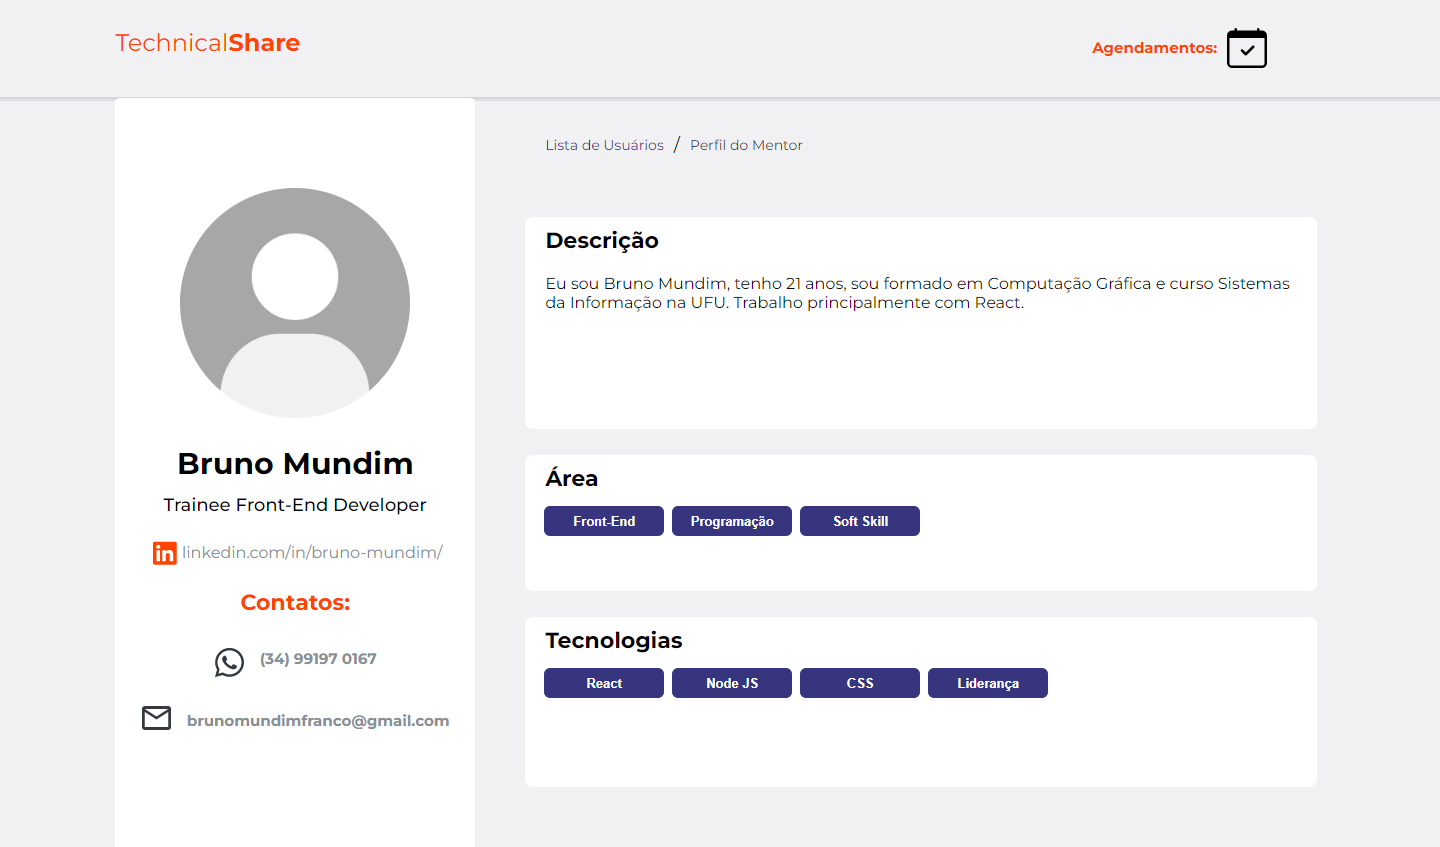 TechnicalShare
Agendamentos:
Bruno Mundim
Trainee Front-End Developer
linkedin.com/in/bruno-mundim/
Contatos:
(34) 99197 0167
brunomundimfranco@gmail.com
Lista de Usuários / Perfil do Mentor
Descrição
Eu sou Bruno Mundim, tenho 21 anos, sou formado em Computação Gráfica e curso Sistemas
da Informação na UFU. Trabalho principalmente com React.
Área
Front-End Programação Soft Skill
Tecnologias
React Node JS CSS Liderança